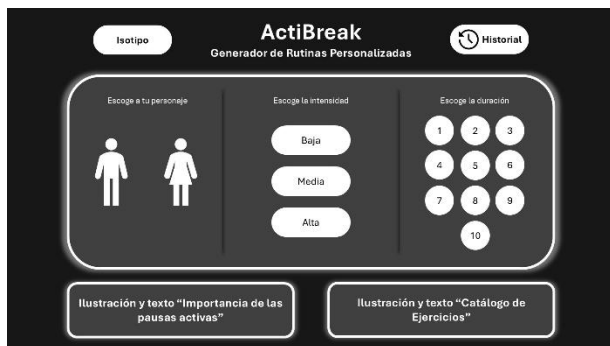 Isotipo
ActiBreak
Generador de Rutinas Personalizadas
Historial
Escoge a tu personaje
Escoge la intensidad
Baja
Media
Alta
Escoge la duración
1 2 3
4 5 6
7 8 9
10
Ilustración y texto “Importancia de las
pausas activas”
Ilustración y texto “Catálogo de
Ejercicios”